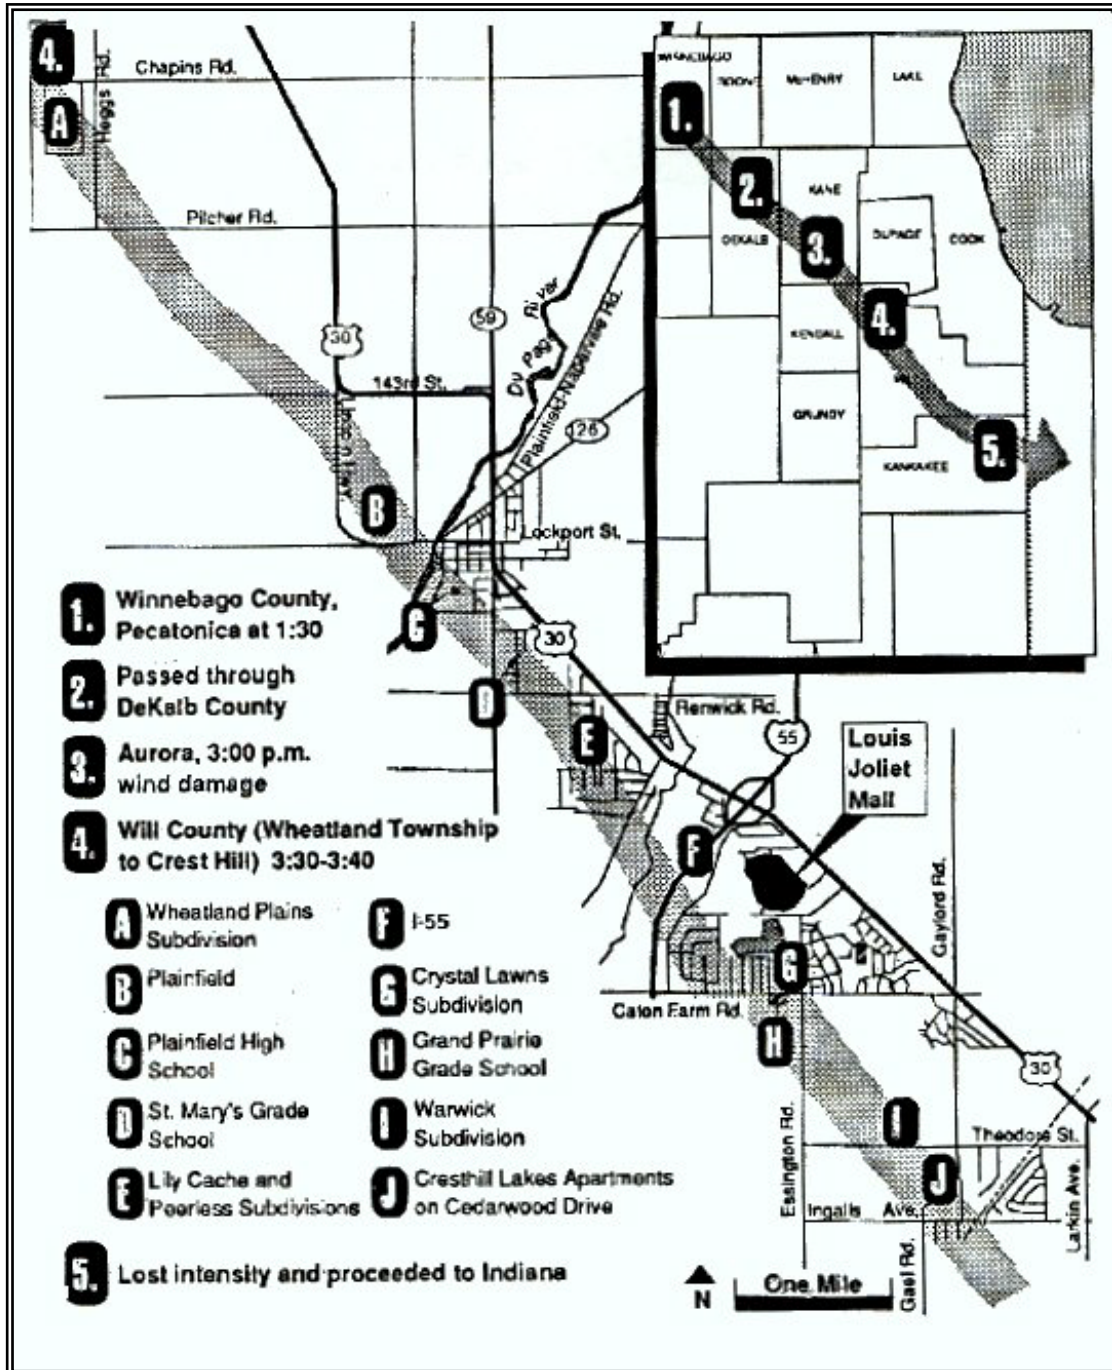 4.
Chapins Rd.
Heggs Rd.
A
Pilcher Rd.
30
59
143rd St.
Du Page River
Plainfield-Naperville Rd.
126
B
Lockport St.
C
30
D
E
Renwick Rd.
55
Louis
Joliet
Mall
F
Gaylord Rd.
G
Caton Farm Rd.
H
30
Essington Rd.
I
Theodore St.
J
Ingalls Ave.
Larkin Ave.
Gael Rd.
N
One Mile
WINNEBAGO
BOONE
McHENRY
LAKE
1.
2.
KANE
DEKALB
3.
DUPAGE
COOK
4.
KENDALL
GRUNDY
5.
KANKAKEE
1. Winnebago County,
Pecatonica at 1:30
2. Passed through
DeKalb County
3. Aurora, 3:00 p.m.
wind damage
4. Will County (Wheatland Township
to Crest Hill) 3:30-3:40
A Wheatland Plains
Subdivision
B Plainfield
C Plainfield High
School
D St. Mary's Grade
School
E Lily Cache and
Peerless Subdivisions
F I-55
G Crystal Lawns
Subdivision
H Grand Prairie
Grade School
I Warwick
Subdivision
J Cresthill Lakes Apartments
on Cedarwood Drive
5. Lost intensity and proceeded to Indiana